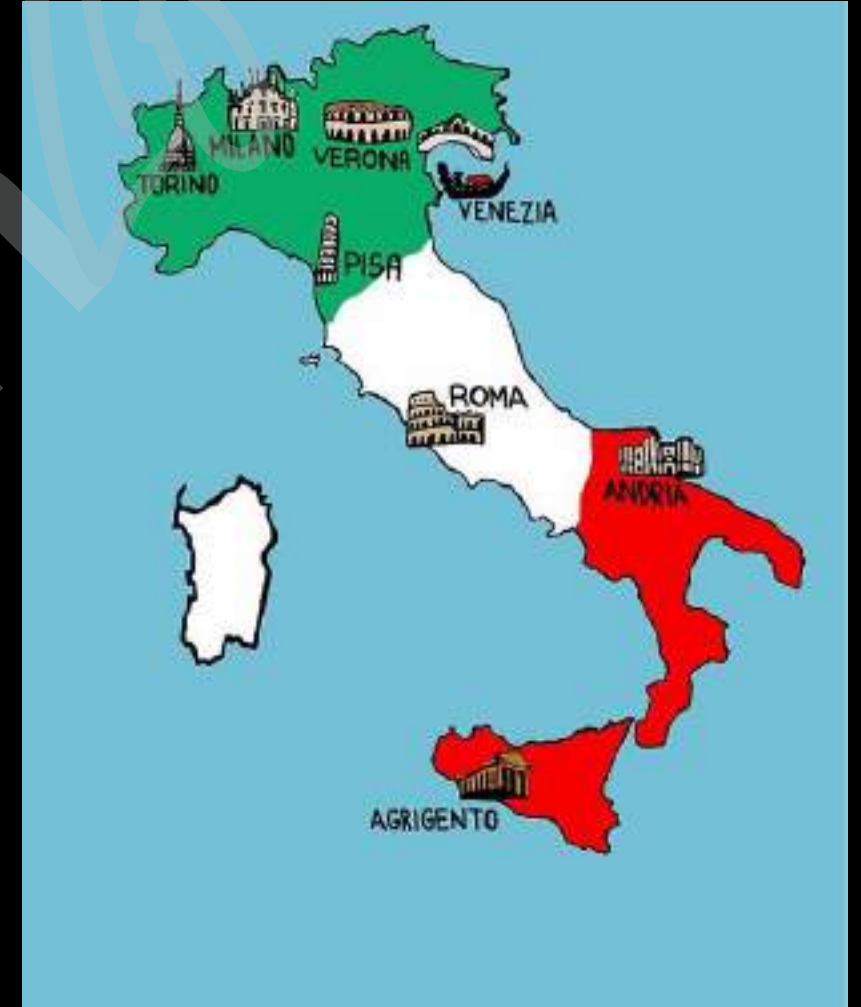 MILANO
VERONA
TORINO
VENEZIA
PISA
ROMA
ANDRIA
AGRIGENTO